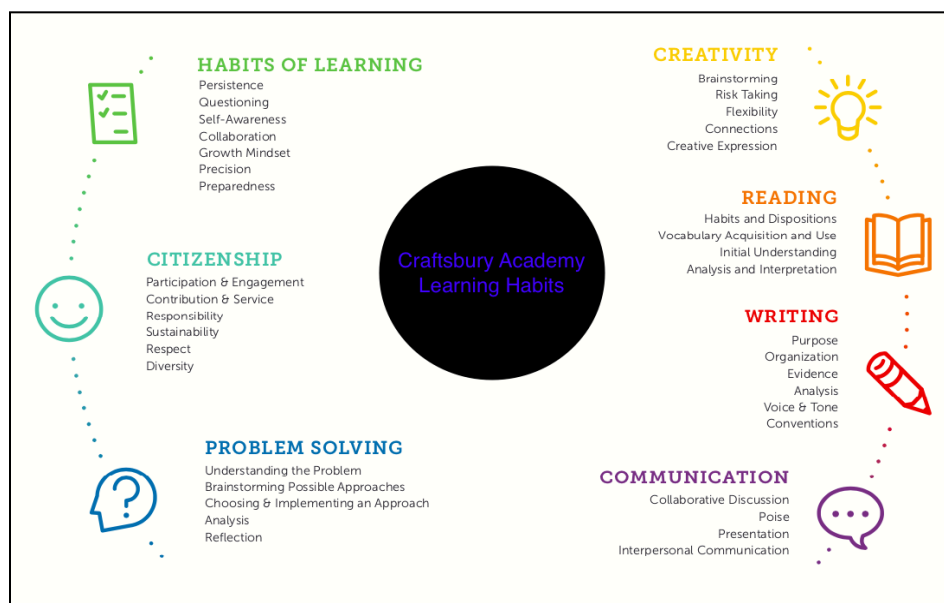 HABITS OF LEARNING
Persistence
Questioning
Self-Awareness
Collaboration
Growth Mindset
Precision
Preparedness
CITIZENSHIP
Participation & Engagement
Contribution & Service
Responsibility
Sustainability
Respect
Diversity
PROBLEM SOLVING
Understanding the Problem
Brainstorming Possible Approaches
Choosing & Implementing an Approach
Analysis
Reflection
Craftsbury Academy
Learning Habits
CREATIVITY
Brainstorming
Risk Taking
Flexibility
Connections
Creative Expression
READING
Habits and Dispositions
Vocabulary Acquisition and Use
Initial Understanding
Analysis and Interpretation
WRITING
Purpose
Organization
Evidence
Analysis
Voice & Tone
Conventions
COMMUNICATION
Collaborative Discussion
Poise
Presentation
Interpersonal Communication